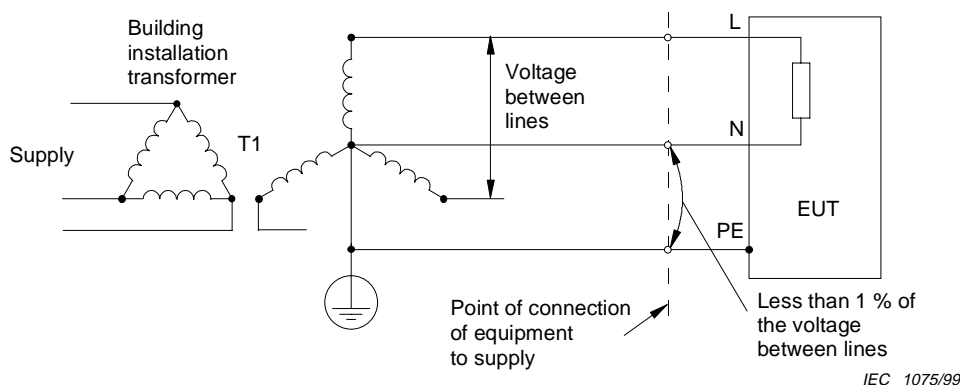 Building
installation
transformer
L
Voltage
between
lines
N
Supply
T1
EUT
PE
Point of connection
of equipment
to supply
Less than 1 % of
the voltage
between lines
IEC 1075/99